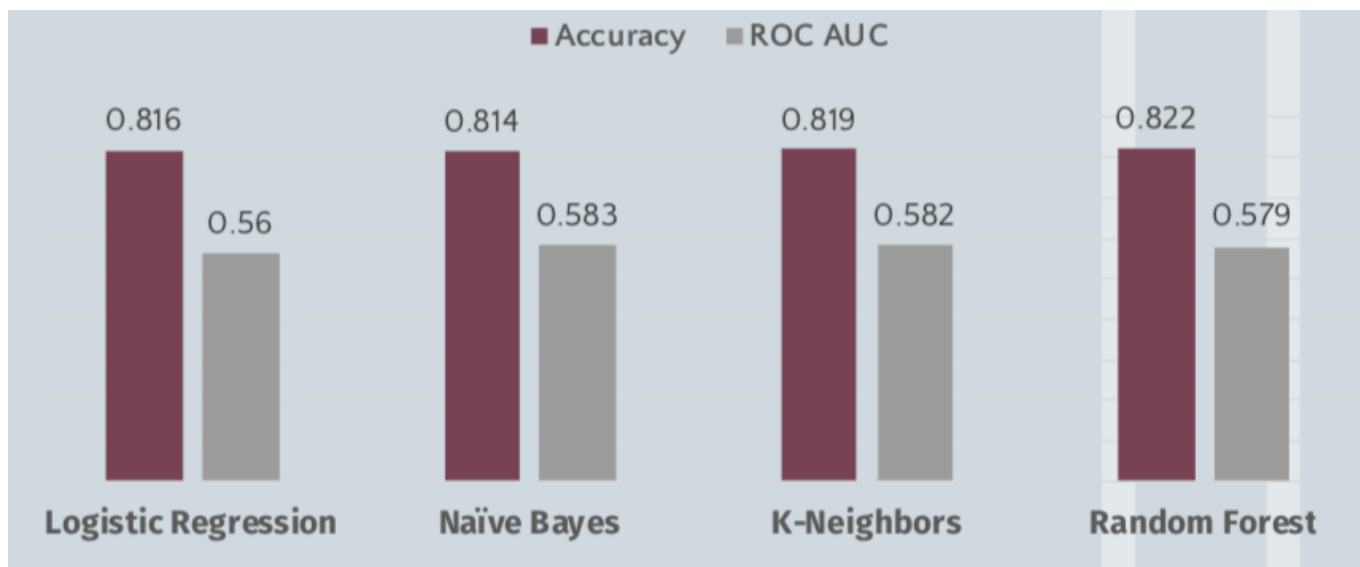 Accuracy ROC AUC
0.816 0.56 0.814 0.583 0.819 0.582 0.822 0.579
Logistic Regression Naïve Bayes K-Neighbors Random Forest